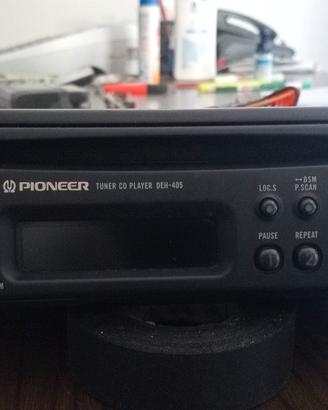 PIONEER TUNER CD PLAYER DEH-405
LOC.S
BSM
P.SCAN
PAUSE
REPEAT
M